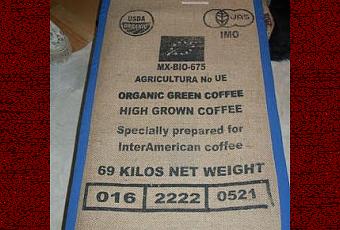 USDA
ORGANIC
JAS
IMO
MX-BIO-675
AGRICULTURA No UE
ORGANIC GREEN COFFEE
HIGH GROWN COFFEE
Specially prepared for
InterAmerican coffee
69 KILOS NET WEIGHT
016 2222 0521